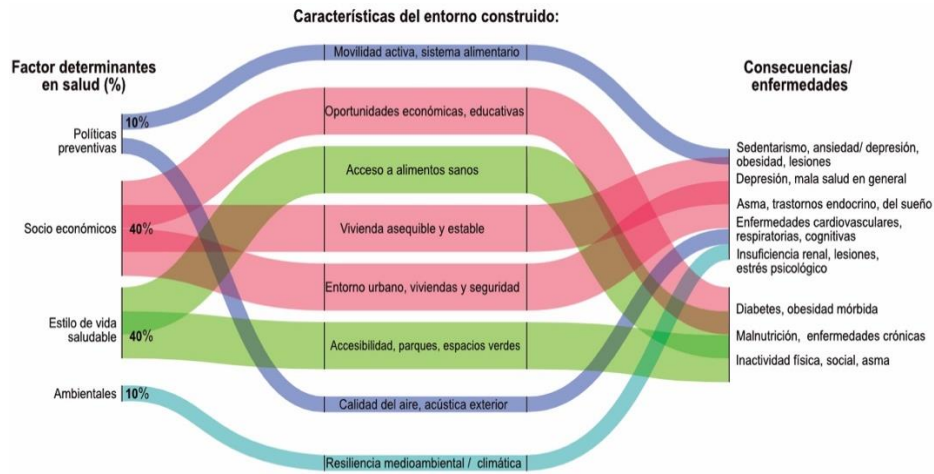 Características del entorno construido:
Factor determinantes
en salud (%)
10%
Políticas
preventivas
Socio económicos
40%
Estilo de vida
saludable
40%
Ambientales
10%
Movilidad activa, sistema alimentario
Oportunidades económicas, educativas
Acceso a alimentos sanos
Vivienda asequible y estable
Entorno urbano, viviendas y seguridad
Accesibilidad, parques, espacios verdes
Calidad del aire, acústica exterior
Resiliencia medioambiental / climática
Consecuencias/
enfermedades
Sedentarismo, ansiedad/ depresión,
obesidad, lesiones
Depresión, mala salud en general
Asma, trastornos endocrino, del sueño
Enfermedades cardiovasculares,
respiratorias, cognitivas
Insuficiencia renal, lesiones,
estrés psicológico
Diabetes, obesidad mórbida
Malnutrición, enfermedades crónicas
Inactividad física, social, asma